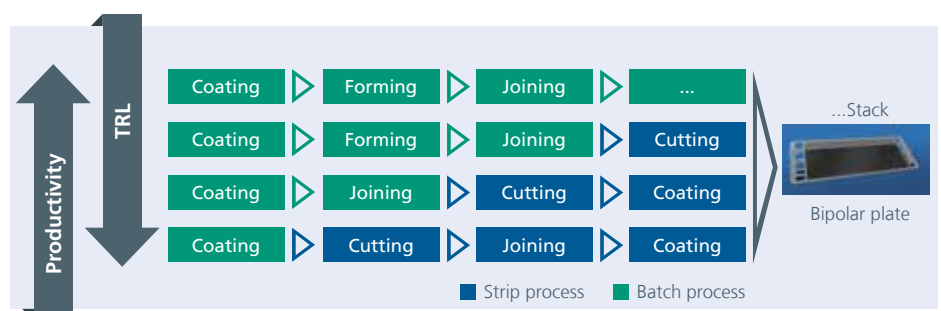 Productivity
TRL
Coating Forming Joining ...
Coating Forming Joining Cutting
Coating Joining Cutting Coating
Coating Cutting Joining Coating
...Stack
Bipolar plate
Strip process Batch process